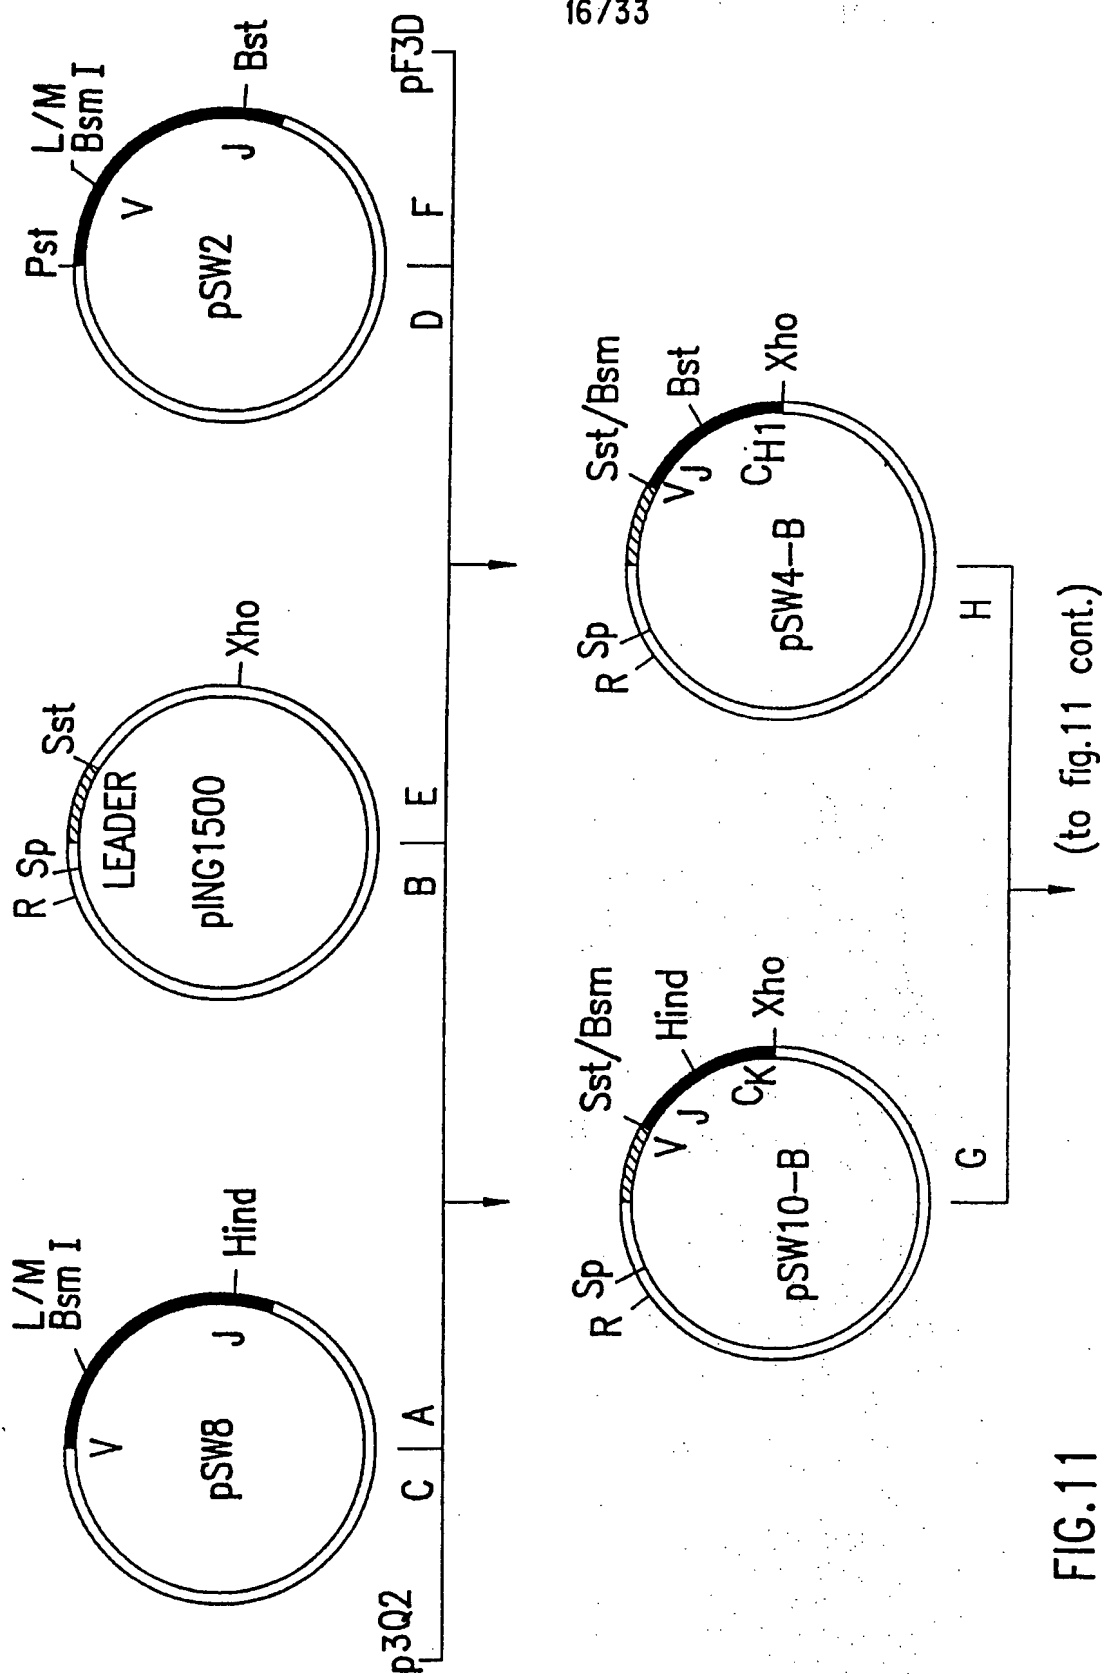 16/33
L/M
Bsm I
V
J
Hind
pSW8
R Sp
LEADER
Sst
Xho
pING1500
Pst
L/M
Bsm I
V
J
Bst
pSW2
p3Q2
C | A
B | E
D | F
pF3D
R Sp
Sst/Bsm
V
J
Hind
CK
Xho
pSW10-B
R Sp
Sst/Bsm
V
J
Bst
CH1
Xho
pSW4-B
G
H
(to fig.11 cont.)
FIG.11